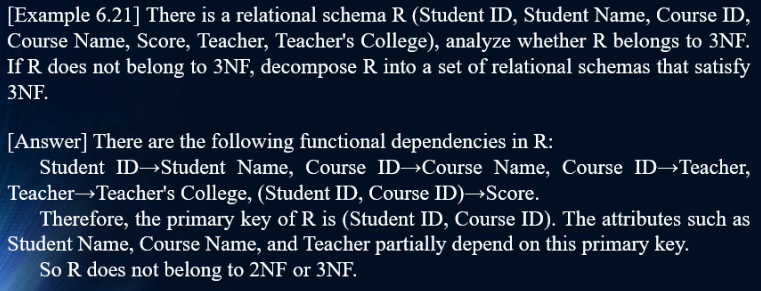 [Example 6.21] There is a relational schema R (Student ID, Student Name, Course ID,
Course Name, Score, Teacher, Teacher's College), analyze whether R belongs to 3NF.
If R does not belong to 3NF, decompose R into a set of relational schemas that satisfy
3NF.
[Answer] There are the following functional dependencies in R:
Student ID→Student Name, Course ID→Course Name, Course ID→Teacher,
Teacher→Teacher's College, (Student ID, Course ID)→Score.
Therefore, the primary key of R is (Student ID, Course ID). The attributes such as
Student Name, Course Name, and Teacher partially depend on this primary key.
So R does not belong to 2NF or 3NF.